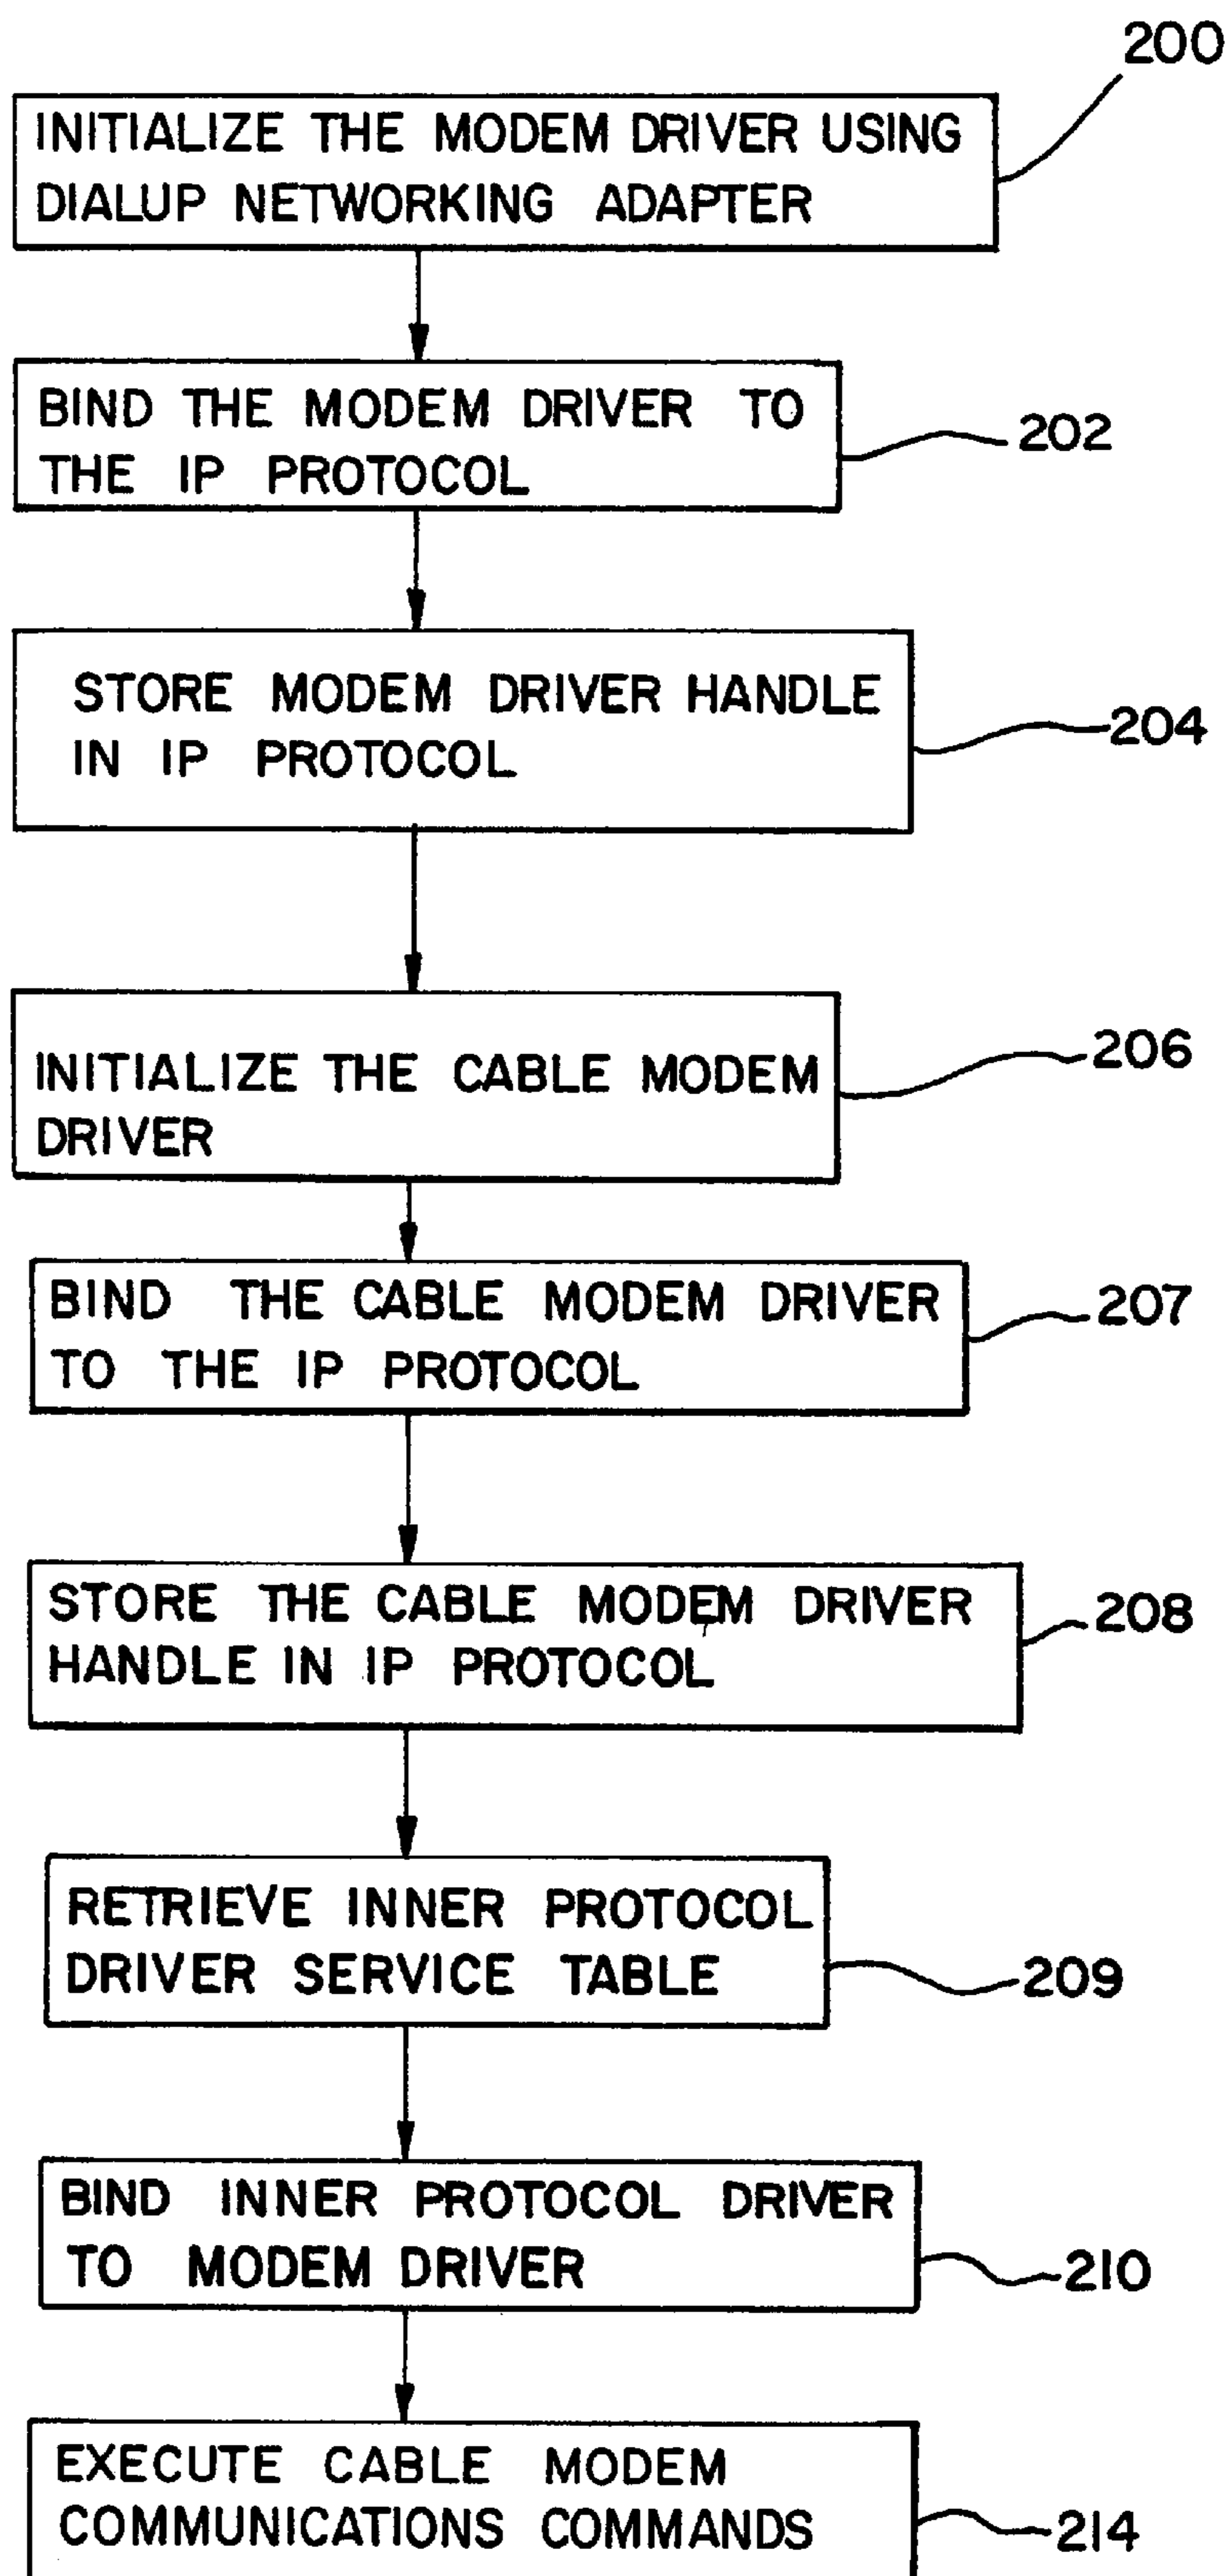 200
INITIALIZE THE MODEM DRIVER USING
DIALUP NETWORKING ADAPTER
BIND THE MODEM DRIVER TO
THE IP PROTOCOL
202
STORE MODEM DRIVER HANDLE
IN IP PROTOCOL
204
INITIALIZE THE CABLE MODEM
DRIVER
206
BIND THE CABLE MODEM DRIVER
TO THE IP PROTOCOL
207
STORE THE CABLE MODEM DRIVER
HANDLE IN IP PROTOCOL
208
RETRIEVE INNER PROTOCOL
DRIVER SERVICE TABLE
209
BIND INNER PROTOCOL DRIVER
TO MODEM DRIVER
210
EXECUTE CABLE MODEM
COMMUNICATIONS COMMANDS
214